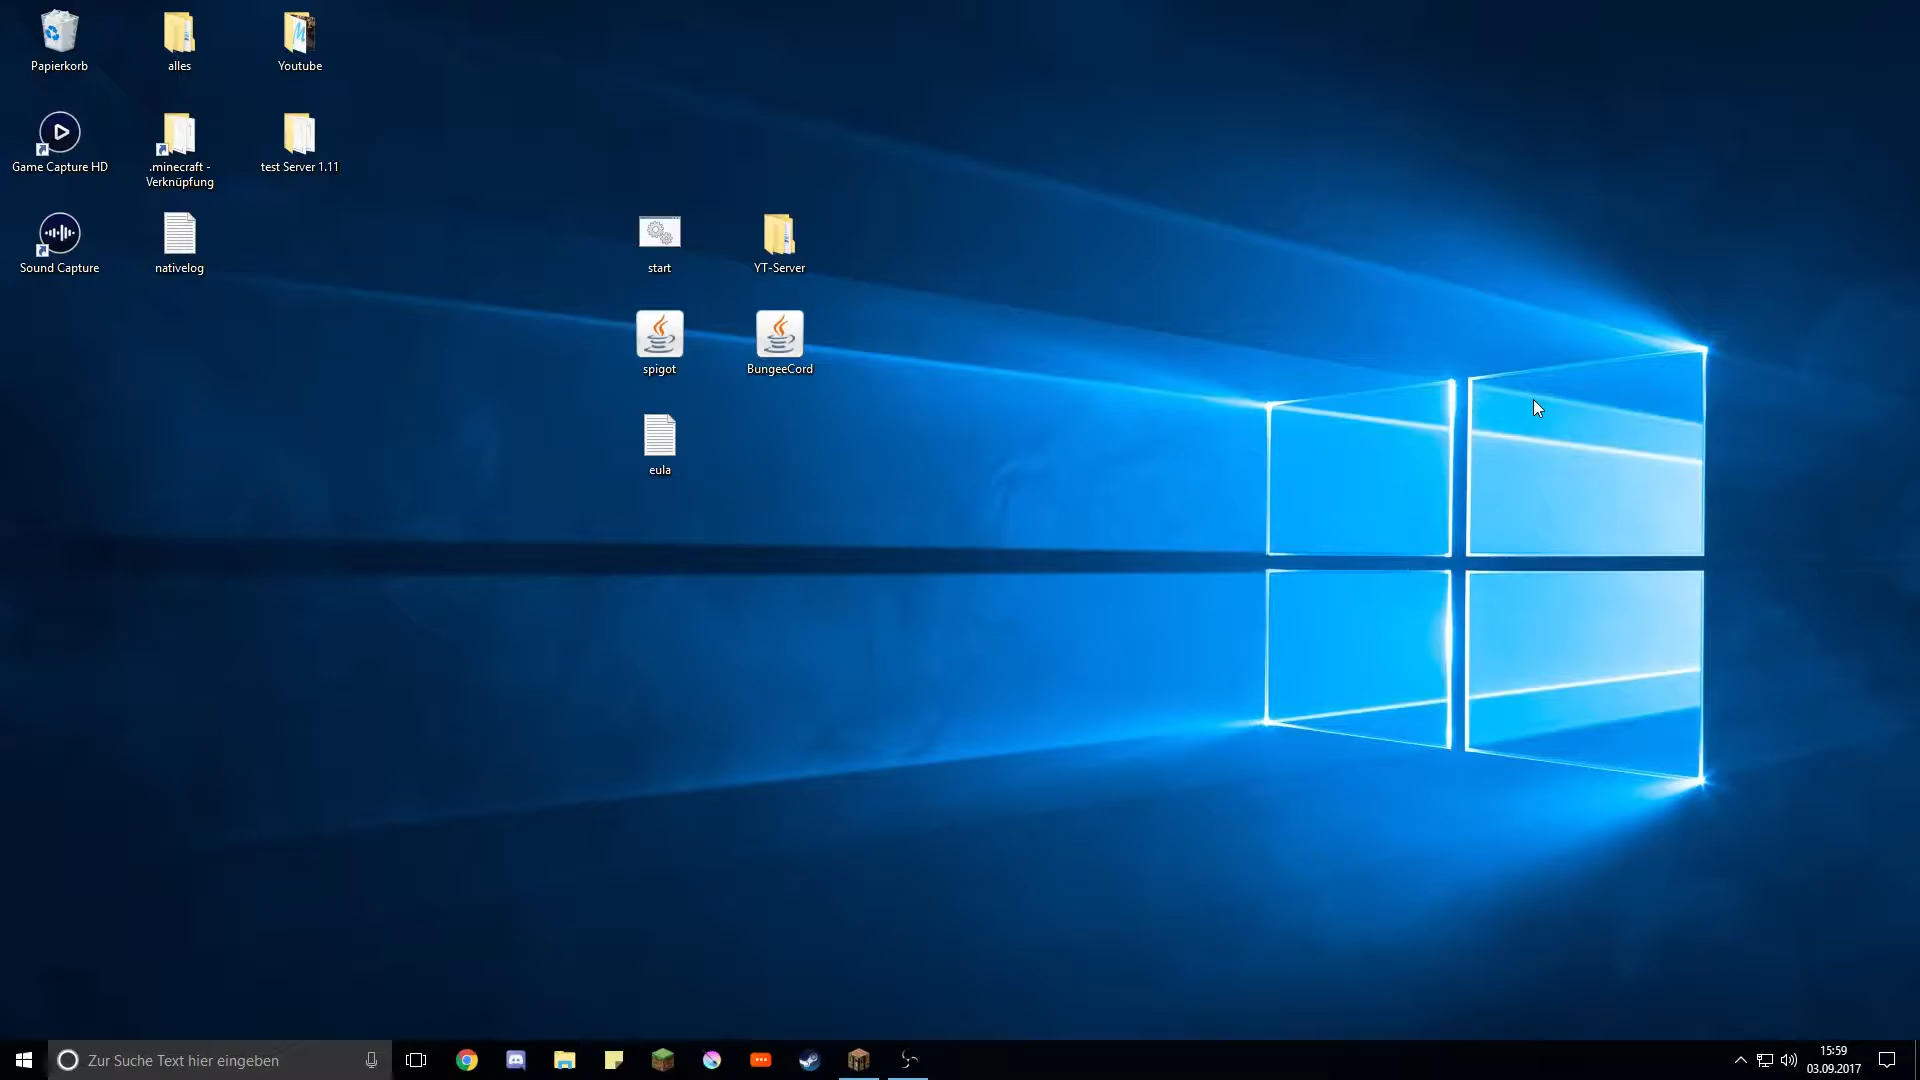 Papierkorb
alles
Youtube
Game Capture HD
.minecraft -
Verknüpfung
test Server 1.11
Sound Capture
nativelog
start
YT-Server
spigot
BungeeCord
eula
Zur Suche Text hier eingeben
15:59
03.09.2017